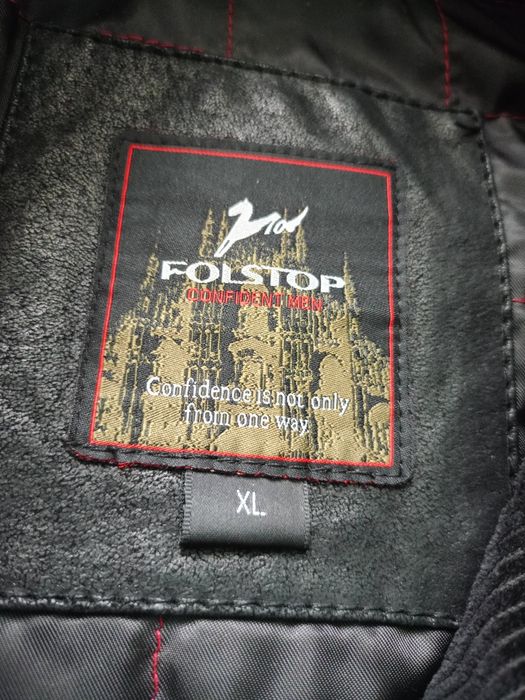 FOLSTOP
CONFIDENT MEN
Confidence is not only
from one way
XL